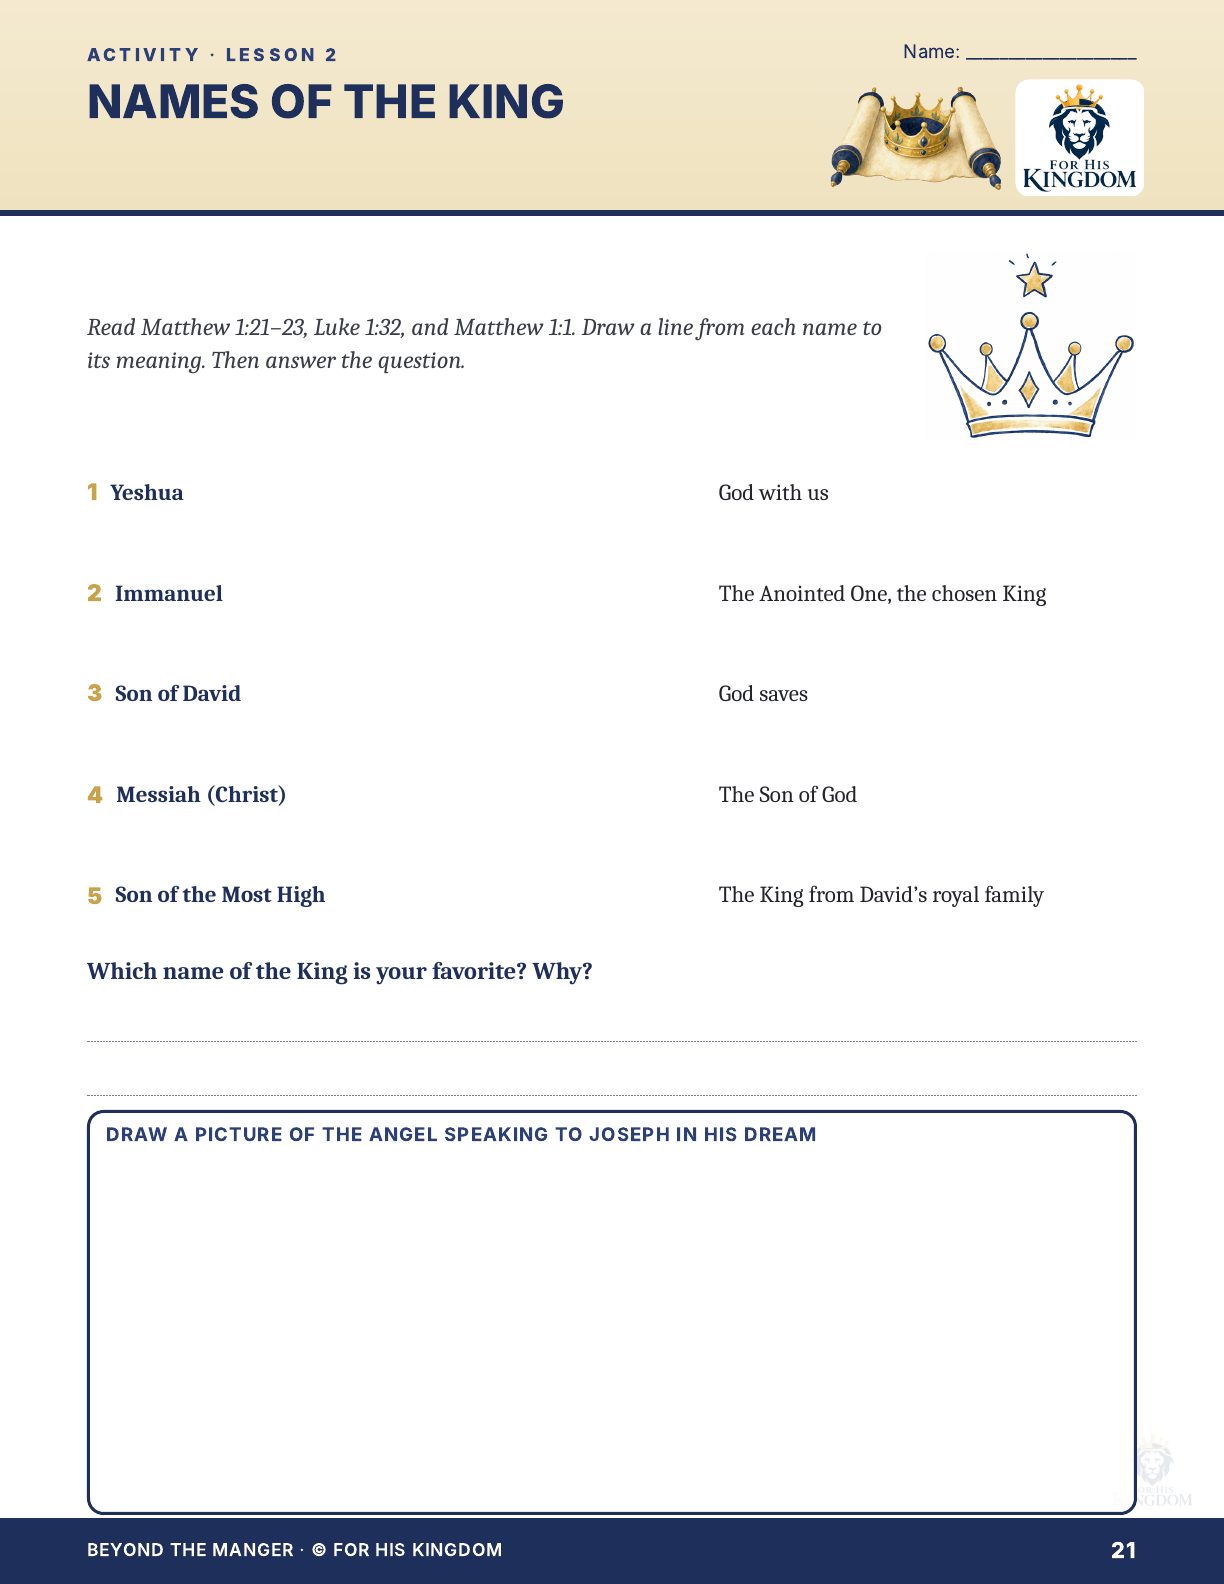 ACTIVITY · LESSON 2
Name: ___________________
NAMES OF THE KING
FOR HIS
KINGDOM
Read Matthew 1:21–23, Luke 1:32, and Matthew 1:1. Draw a line from each name to
its meaning. Then answer the question.
1 Yeshua
God with us
2 Immanuel
The Anointed One, the chosen King
3 Son of David
God saves
4 Messiah (Christ)
The Son of God
5 Son of the Most High
The King from David’s royal family
Which name of the King is your favorite? Why?
DRAW A PICTURE OF THE ANGEL SPEAKING TO JOSEPH IN HIS DREAM
FOR HIS
KINGDOM
BEYOND THE MANGER · © FOR HIS KINGDOM
21